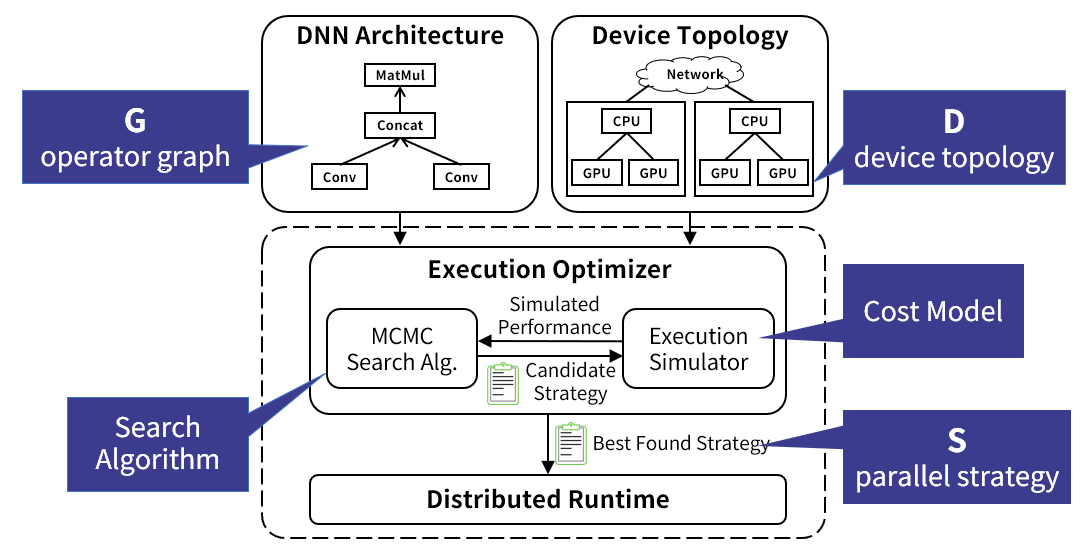 DNN Architecture
MatMul
Concat
Conv
Conv
Device Topology
Network
CPU
CPU
GPU
GPU
GPU
GPU
G
operator graph
D
device topology
Execution Optimizer
MCMC
Search Alg.
Simulated
Performance
Candidate
Strategy
Execution
Simulator
Cost Model
Search
Algorithm
Best Found Strategy
S
parallel strategy
Distributed Runtime